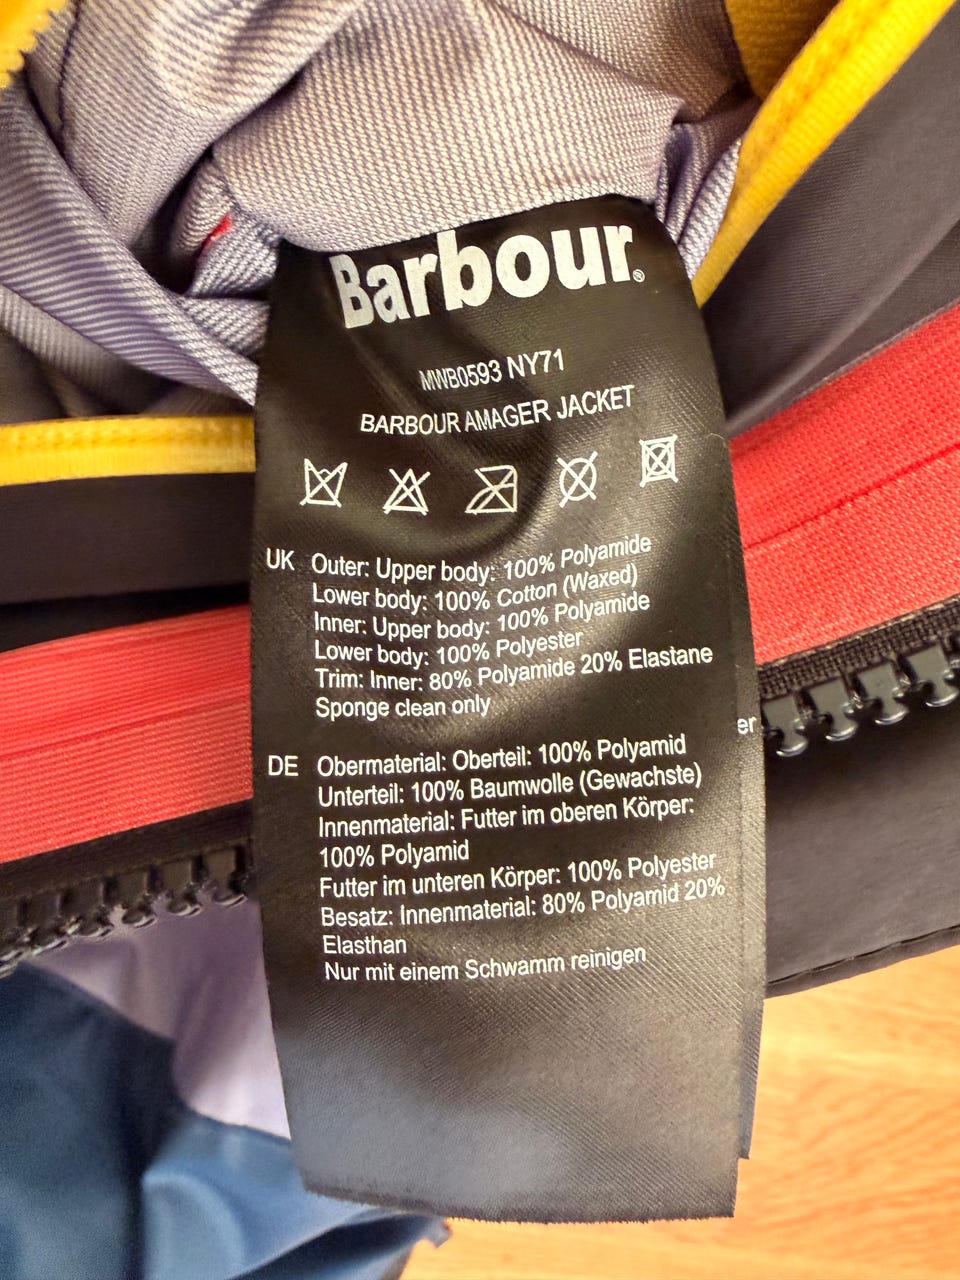 Barbour®
MWB0593 NY71
BARBOUR AMAGER JACKET
UK Outer: Upper body: 100% Polyamide
Lower body: 100% Cotton (Waxed)
Inner: Upper body: 100% Polyamide
Lower body: 100% Polyester
Trim: Inner: 80% Polyamide 20% Elastane
Sponge clean only
er
DE Obermaterial: Oberteil: 100% Polyamid
Unterteil: 100% Baumwolle (Gewachste)
Innenmaterial: Futter im oberen Körper:
100% Polyamid
Futter im unteren Körper: 100% Polyester
Besatz: Innenmaterial: 80% Polyamid 20%
Elasthan
Nur mit einem Schwamm reinigen